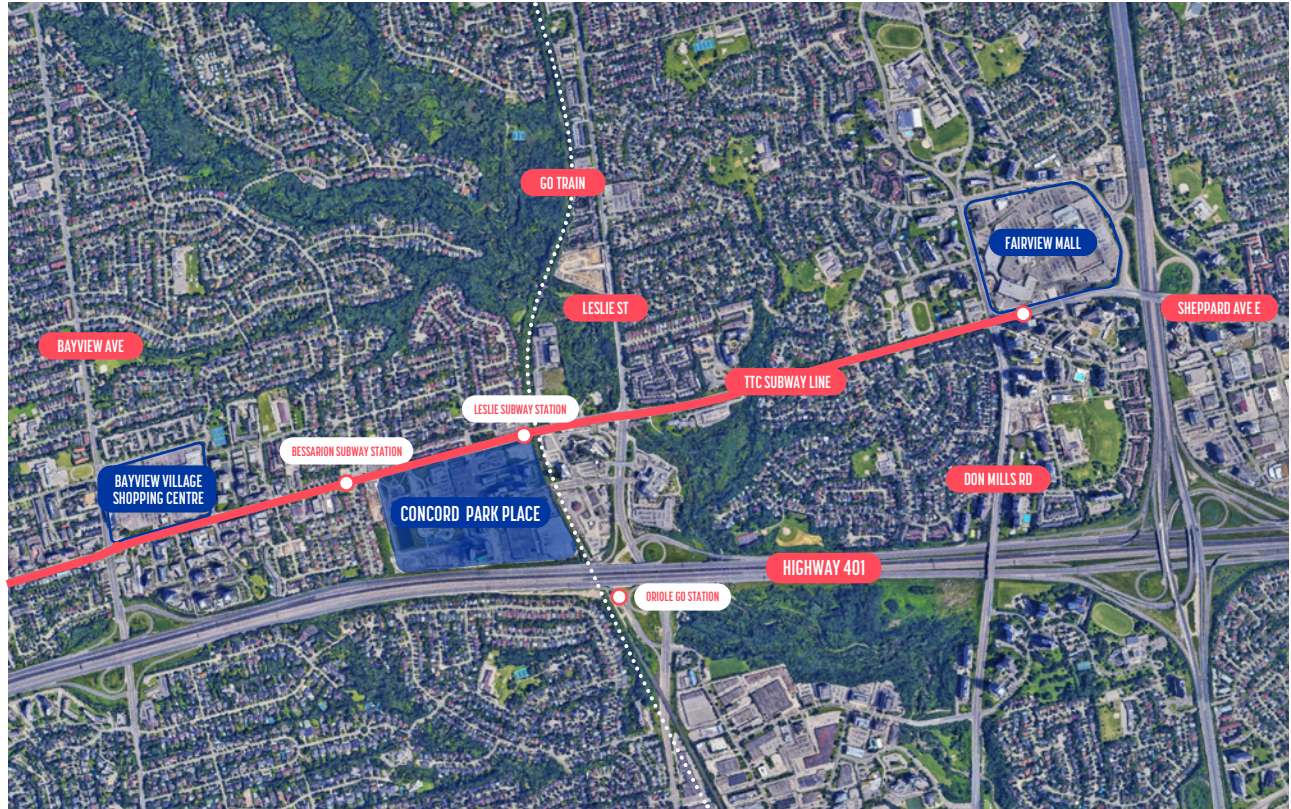 GO TRAIN
FAIRVIEW MALL
LESLIE ST
SHEPPARD AVE E
BAYVIEW AVE
TTC SUBWAY LINE
LESLIE SUBWAY STATION
BESSARION SUBWAY STATION
BAYVIEW VILLAGE
SHOPPING CENTRE
DON MILLS RD
CONCORD PARK PLACE
HIGHWAY 401
ORIOLE GO STATION